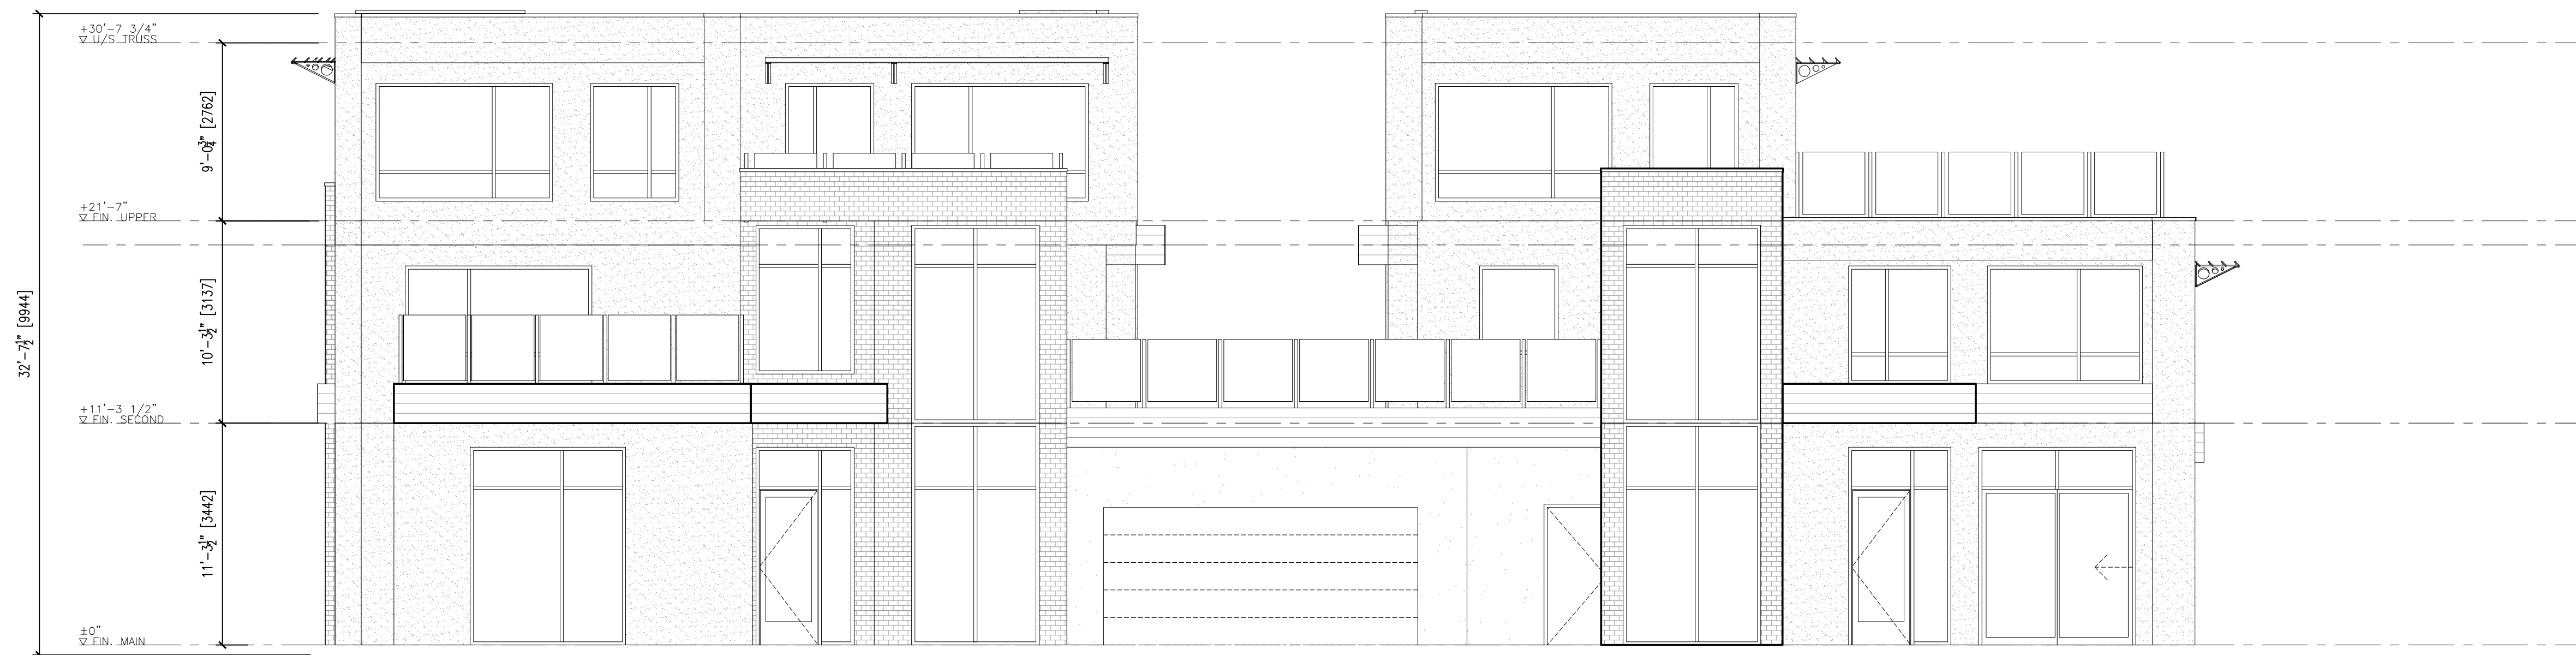 +30'-7 3/4"
U/S TRUSS
9'-0 3/4" [2762]
+21'-7"
FIN. UPPER
10'-3 1/2" [3137]
32'-7 1/2" [9944]
+11'-3 1/2"
FIN. SECOND
11'-3 1/2" [3442]
±0"
FIN. MAIN